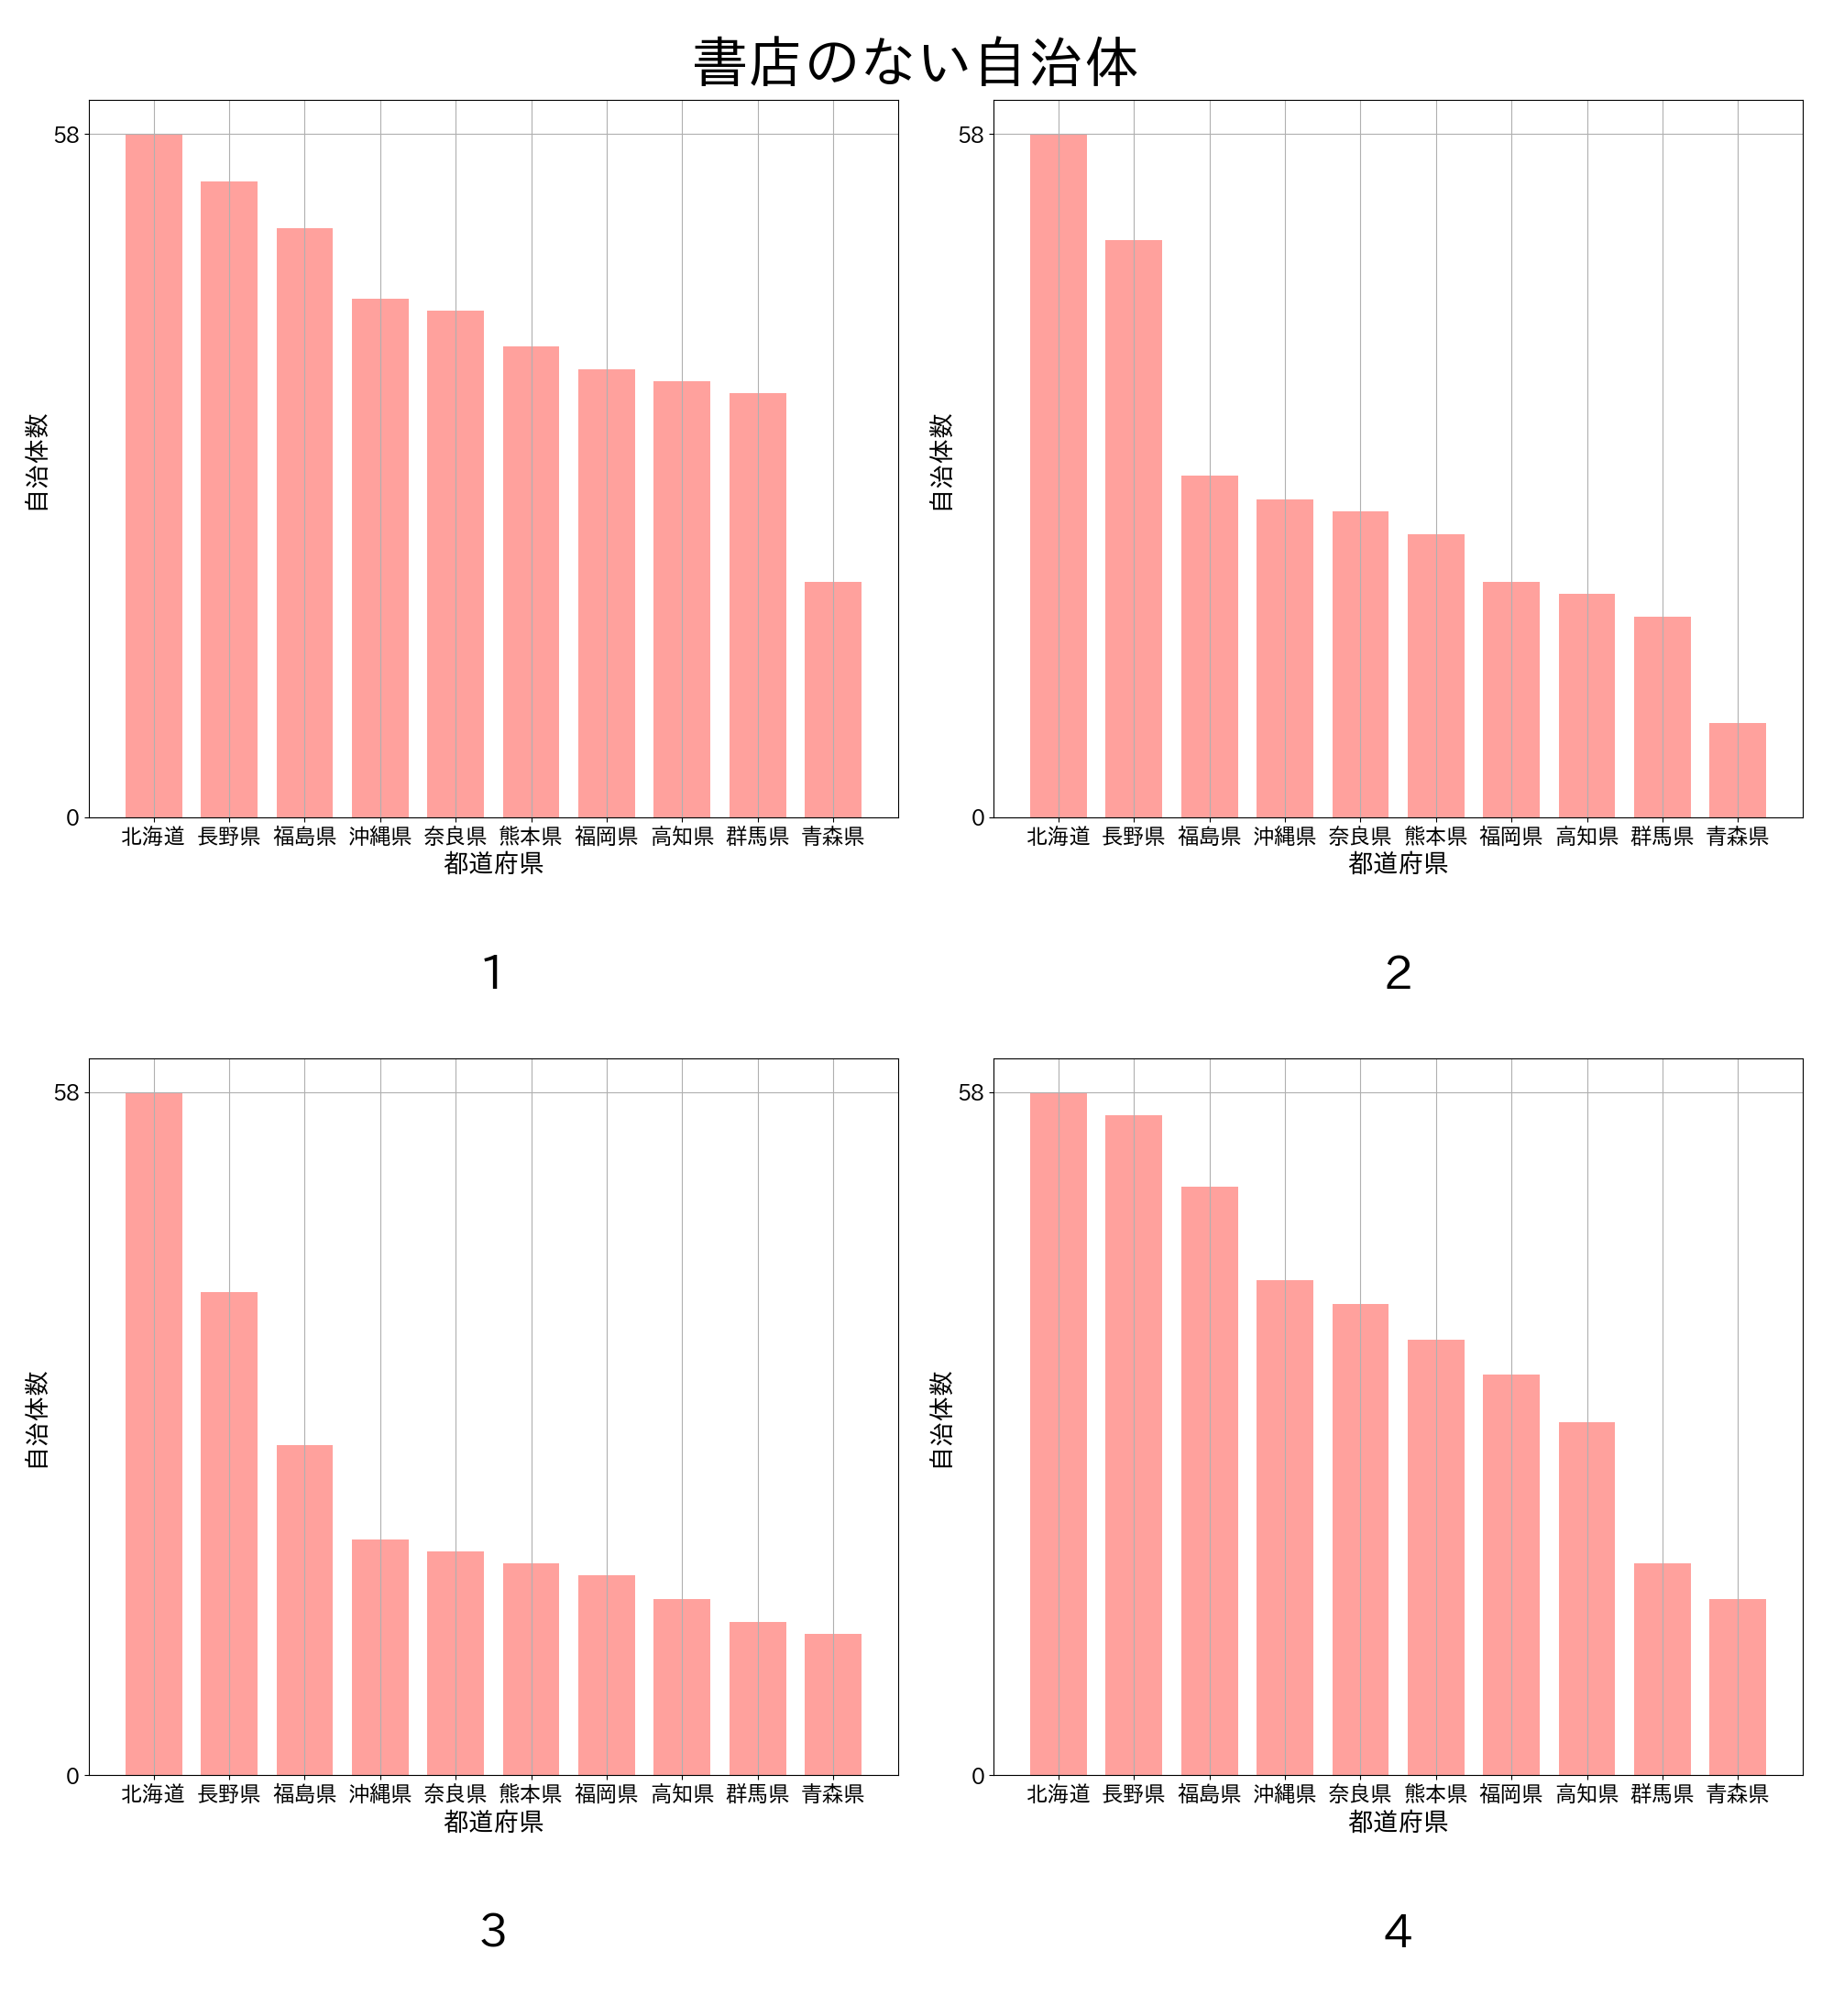 書店のない自治体
58
0
自治体数
北海道 長野県 福島県 沖縄県 奈良県 熊本県 福岡県 高知県 群馬県 青森県
都道府県
1
58
0
自治体数
北海道 長野県 福島県 沖縄県 奈良県 熊本県 福岡県 高知県 群馬県 青森県
都道府県
2
58
0
自治体数
北海道 長野県 福島県 沖縄県 奈良県 熊本県 福岡県 高知県 群馬県 青森県
都道府県
3
58
0
自治体数
北海道 長野県 福島県 沖縄県 奈良県 熊本県 福岡県 高知県 群馬県 青森県
都道府県
4